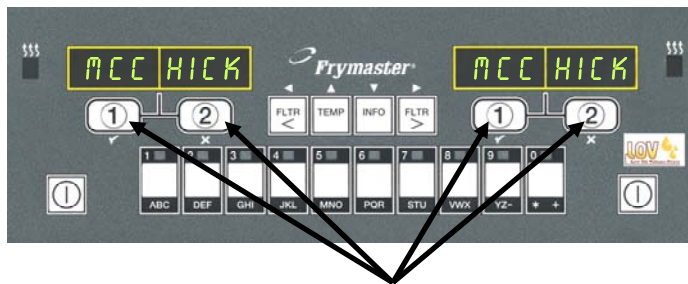 MCC HICK
Frymaster
MCC HICK
1 2
FLTR < TEMP INFO FLTR >
1 2
LOV
1 2 3 4 5 6 7 8 9 0
ABC DEF GHI JKL MNO PQR STU VWX YZ- * +